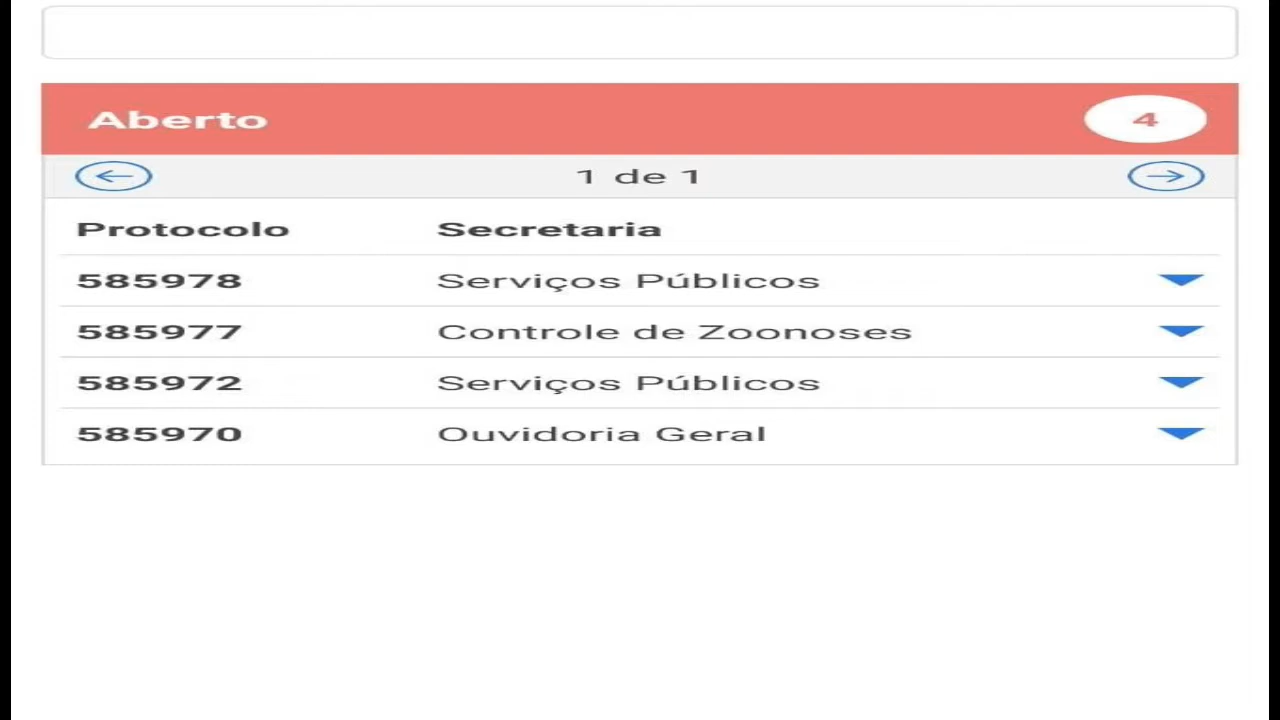 Aberto 4
1 de 1
Protocolo Secretaria
585978 Serviços Públicos
585977 Controle de Zoonoses
585972 Serviços Públicos
585970 Ouvidoria Geral